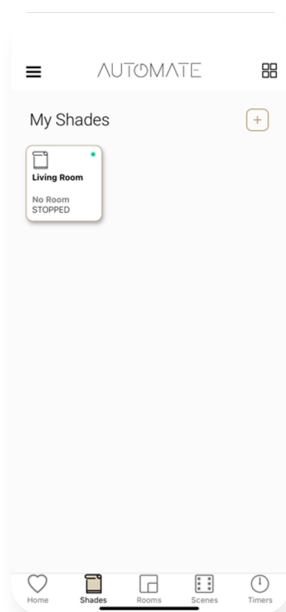 AUTOMATE
My Shades
Living Room
No Room
STOPPED
Home Shades Rooms Scenes Timers